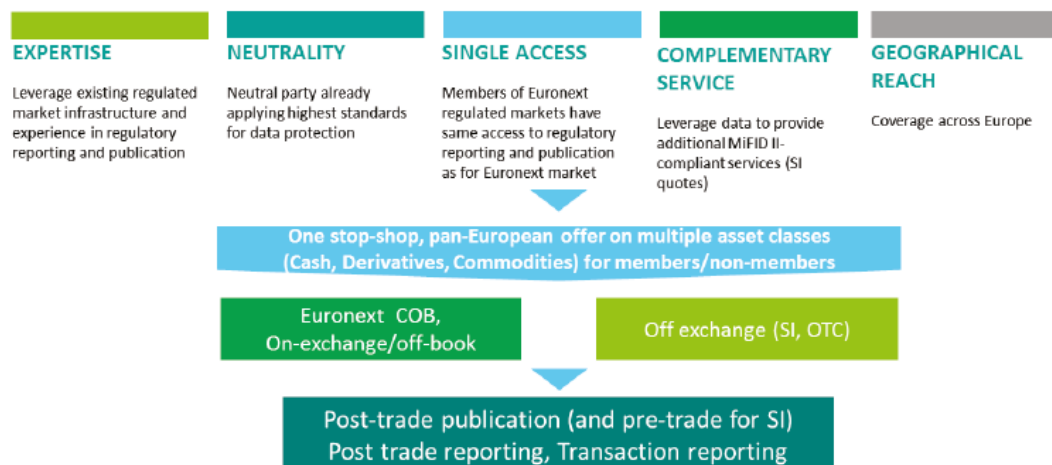 EXPERTISE
Leverage existing regulated
market infrastructure and
experience in regulatory
reporting and publication
NEUTRALITY
Neutral party already
applying highest standards
for data protection
SINGLE ACCESS
Members of Euronext
regulated markets have
same access to regulatory
reporting and publication
as for Euronext market
COMPLEMENTARY
SERVICE
Leverage data to provide
additional MiFID II-
compliant services (SI
quotes)
GEOGRAPHICAL
REACH
Coverage across Europe
One stop-shop, pan-European offer on multiple asset classes
(Cash, Derivatives, Commodities) for members/non-members
Euronext COB,
On-exchange/off-book
Off exchange (SI, OTC)
Post-trade publication (and pre-trade for SI)
Post trade reporting, Transaction reporting